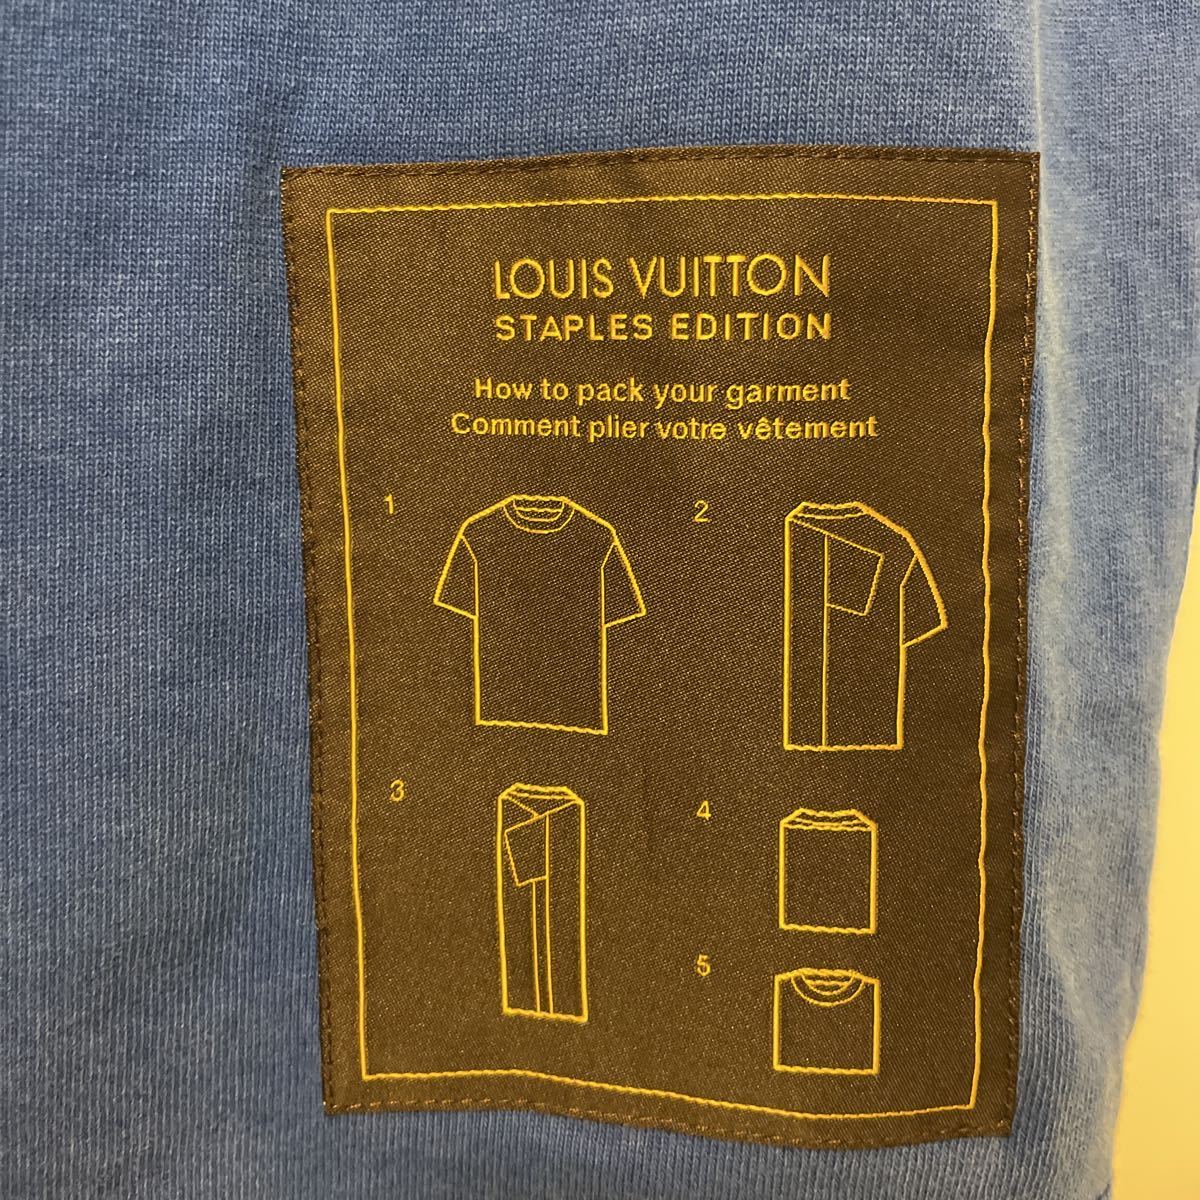 LOUIS VUITTON
STAPLES EDITION
How to pack your garment
Comment plier votre vêtement
1
2
3
4
5